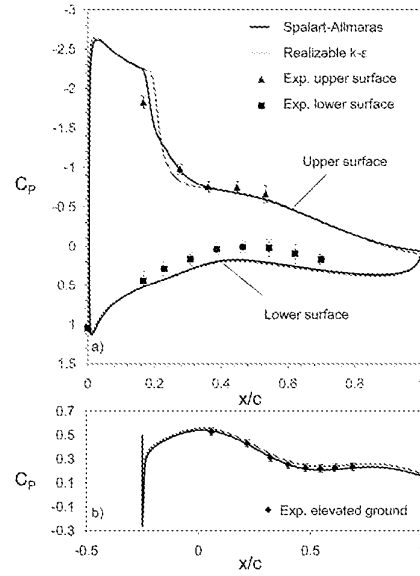 -3
-2.5
-2
-1.5
-1
-0.5
0
0.5
1
1.5
CP
Spalart-Allmaras
Realizable k-ε
Exp. upper surface
Exp. lower surface
Upper surface
Lower surface
a)
0 0.2 0.4 0.6 0.8 1
x/c
0.7
0.5
0.3
0.1
-0.1
-0.3
CP
b)
Exp. elevated ground
-0.5 0 0.5
x/c